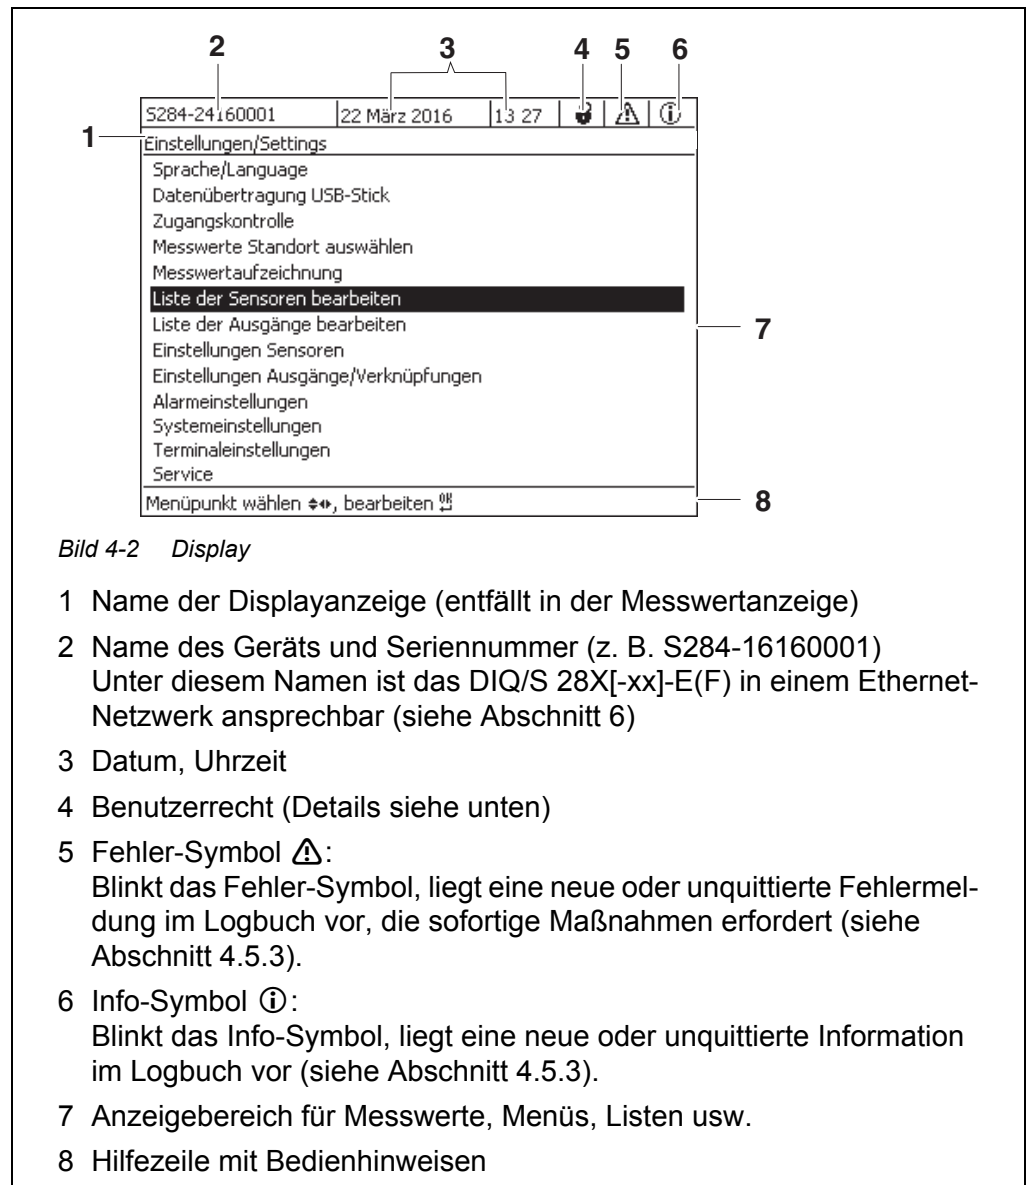 2 3 4 5 6
S284-24160001 22 März 2016 13 27
1
Einstellungen/Settings
Sprache/Language
Datenübertragung USB-Stick
Zugangskontrolle
Messwerte Standort auswählen
Messwertaufzeichnung
Liste der Sensoren bearbeiten
Liste der Ausgänge bearbeiten
7
Einstellungen Sensoren
Einstellungen Ausgänge/Verknüpfungen
Alarmeinstellungen
Systemeinstellungen
Terminaleinstellungen
Service
Menüpunkt wählen, bearbeiten OK
8
Bild 4-2 Display
1 Name der Displayanzeige (entfällt in der Messwertanzeige)
2 Name des Geräts und Seriennummer (z. B. S284-16160001)
Unter diesem Namen ist das DIQ/S 28X[-xx]-E(F) in einem Ethernet-
Netzwerk ansprechbar (siehe Abschnitt 6)
3 Datum, Uhrzeit
4 Benutzerrecht (Details siehe unten)
5 Fehler-Symbol ⚠:
Blinkt das Fehler-Symbol, liegt eine neue oder unquittierte Fehlermel-
dung im Logbuch vor, die sofortige Maßnahmen erfordert (siehe
Abschnitt 4.5.3).
6 Info-Symbol ⓘ:
Blinkt das Info-Symbol, liegt eine neue oder unquittierte Information
im Logbuch vor (siehe Abschnitt 4.5.3).
7 Anzeigebereich für Messwerte, Menüs, Listen usw.
8 Hilfezeile mit Bedienhinweisen